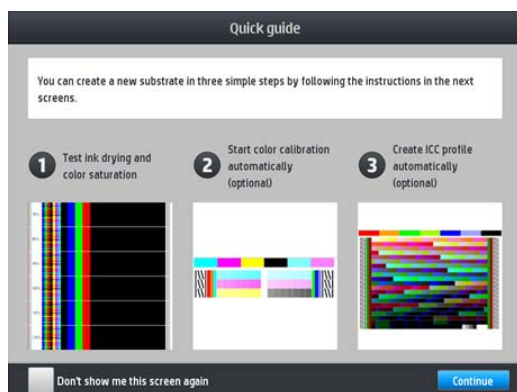 Quick guide
You can create a new substrate in three simple steps by following the instructions in the next
screens.
1
Test ink drying and
color saturation
2
Start color calibration
automatically
(optional)
3
Create ICC profile
automatically
(optional)
Don't show me this screen again
Continue